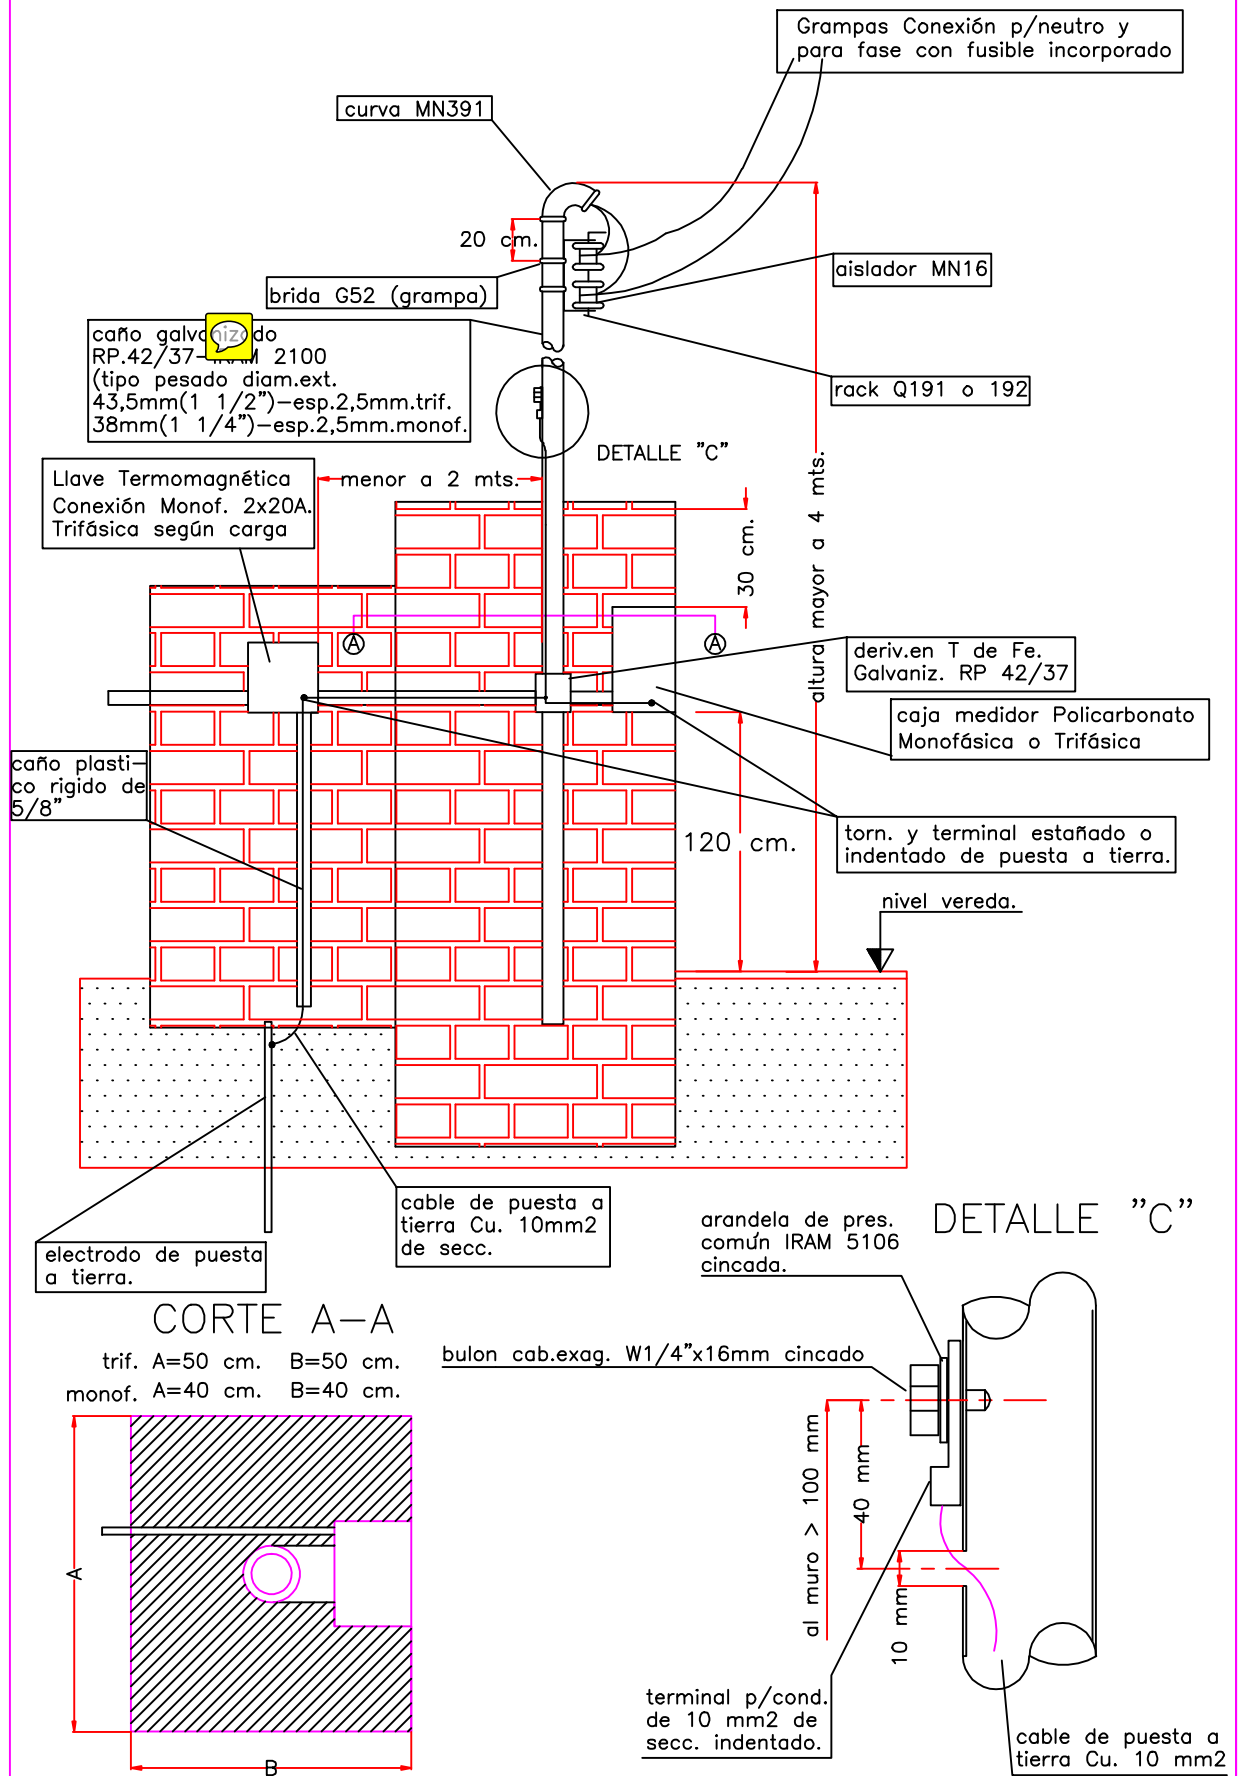 Grampas Conexión p/neutro y
para fase con fusible incorporado
curva MN391
20 cm.
aislador MN16
brida G52 (grampa)
caño galvanizado
RP.42/37-IRAM 2100
(tipo pesado diam.ext.
43,5mm(1 1/2")-esp.2,5mm.trif.
38mm(1 1/4")-esp.2,5mm.monof.
rack Q191 o 192
DETALLE "C"
Llave Termomagnética
Conexión Monof. 2x20A.
Trifásica según carga
menor a 2 mts.
altura mayor a 4 mts.
30 cm.
A
A
deriv.en T de Fe.
Galvaniz. RP 42/37
caja medidor Policarbonato
Monofásica o Trifásica
caño plasti-
co rigido de
5/8"
120 cm.
torn. y terminal estañado o
indentado de puesta a tierra.
nivel vereda.
cable de puesta a
tierra Cu. 10mm2
de secc.
electrodo de puesta
a tierra.
DETALLE "C"
arandela de pres.
común IRAM 5106
cincada.
CORTE A-A
trif. A=50 cm. B=50 cm.
monof. A=40 cm. B=40 cm.
bulon cab.exag. W1/4"x16mm cincado
al muro > 100 mm
40 mm
10 mm
A
B
terminal p/cond.
de 10 mm2 de
secc. indentado.
cable de puesta a
tierra Cu. 10 mm2